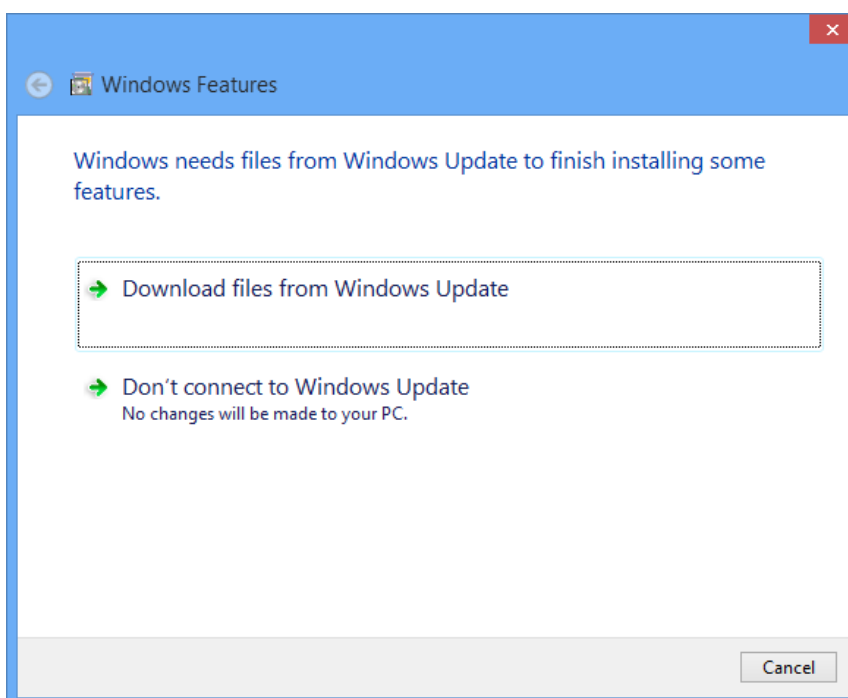 Windows Features
Windows needs files from Windows Update to finish installing some
features.
Download files from Windows Update
Don't connect to Windows Update
No changes will be made to your PC.
Cancel